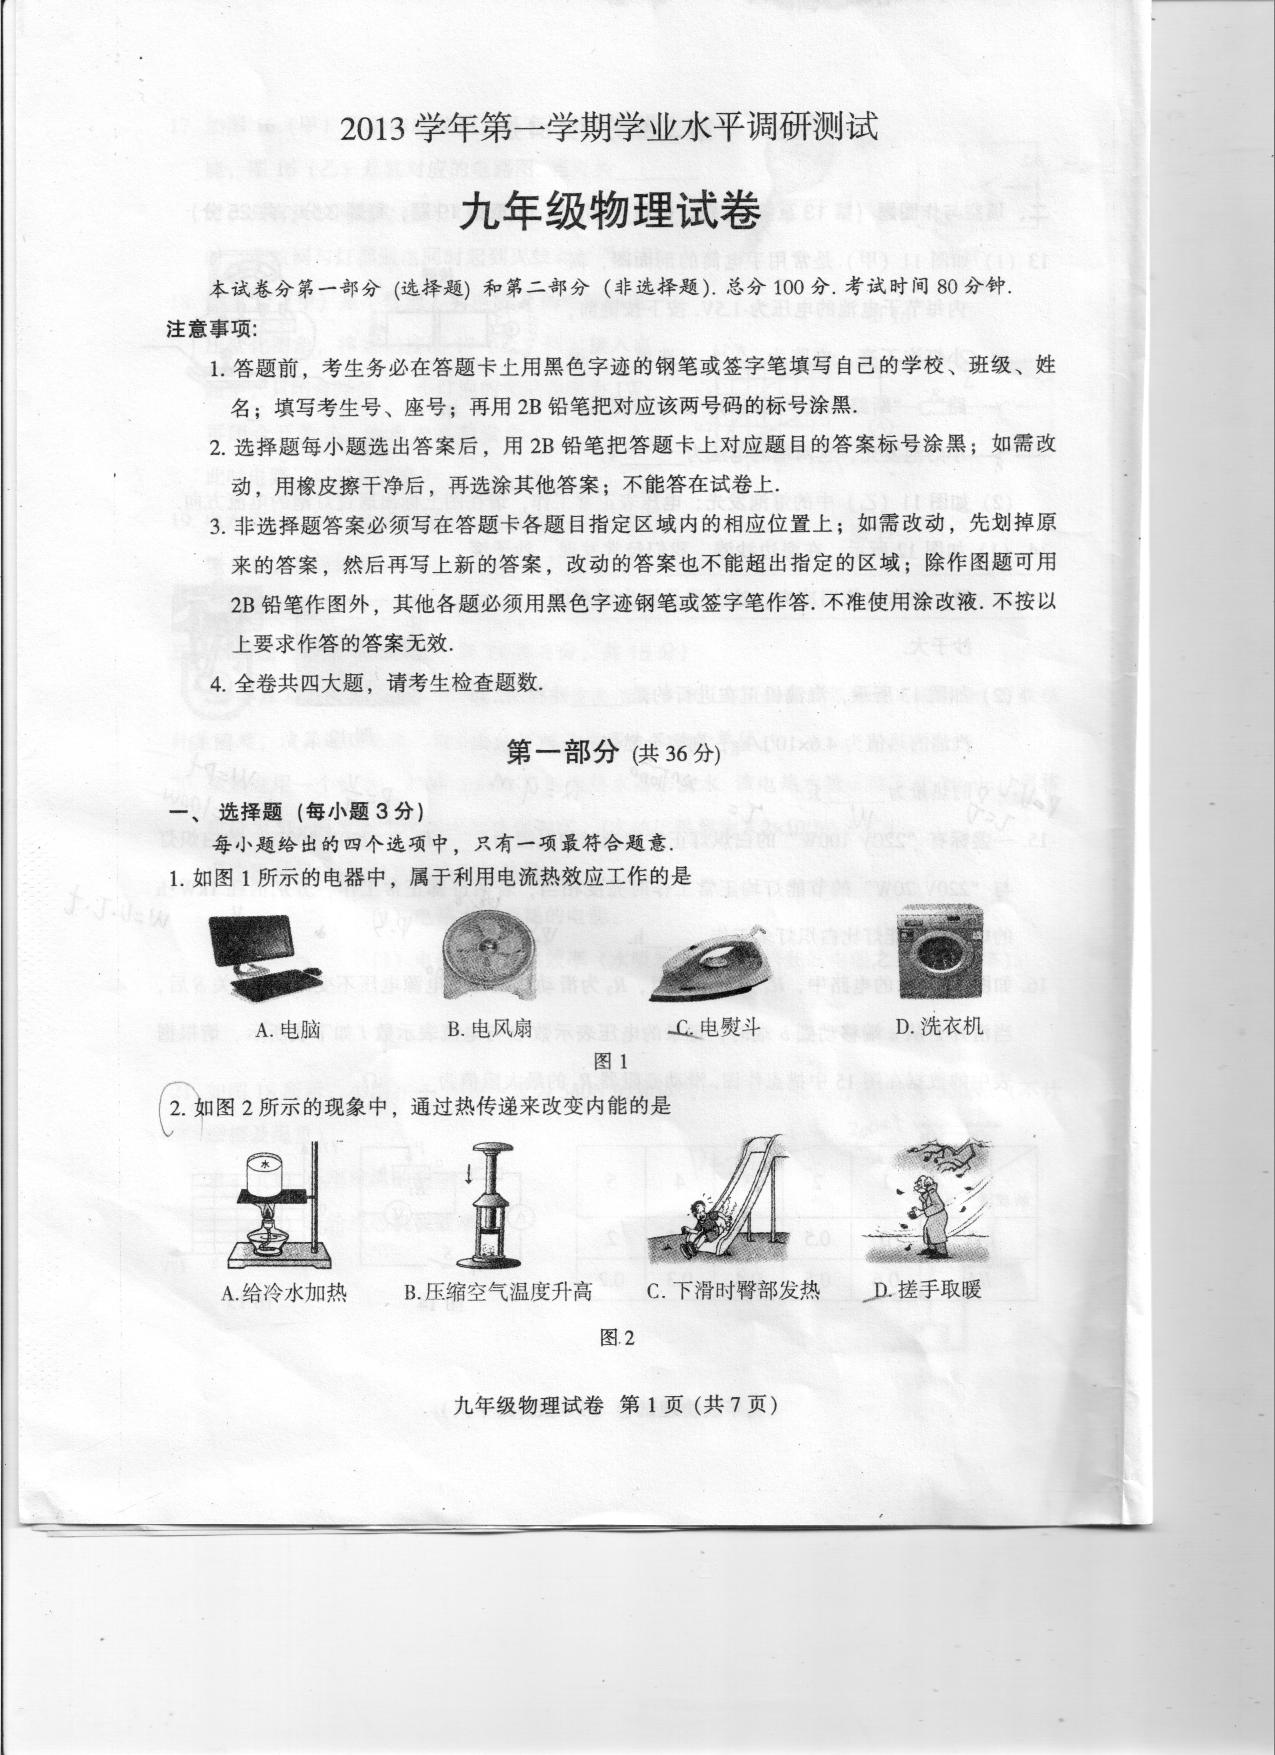 2013 学年第一学期学业水平调研测试
九年级物理试卷
本试卷分第一部分 (选择题) 和第二部分 (非选择题). 总分 100 分. 考试时间 80 分钟.
注意事项:
1. 答题前，考生务必在答题卡上用黑色字迹的钢笔或签字笔填写自己的学校、班级、姓
名；填写考生号、座号；再用 2B 铅笔把对应该两号码的标号涂黑.
2. 选择题每小题选出答案后，用 2B 铅笔把答题卡上对应题目的答案标号涂黑；如需改
动，用橡皮擦干净后，再选涂其他答案；不能答在试卷上.
3. 非选择题答案必须写在答题卡各题目指定区域内的相应位置上；如需改动，先划掉原
来的答案，然后再写上新的答案，改动的答案也不能超出指定的区域；除作图题可用
2B 铅笔作图外，其他各题必须用黑色字迹钢笔或签字笔作答. 不准使用涂改液. 不按以
上要求作答的答案无效.
4. 全卷共四大题，请考生检查题数.
第一部分 (共 36 分)
一、选择题 (每小题 3 分)
每小题给出的四个选项中，只有一项最符合题意.
1. 如图 1 所示的电器中，属于利用电流热效应工作的是
A. 电脑 B. 电风扇 C. 电熨斗 D. 洗衣机
图 1
2. 如图 2 所示的现象中，通过热传递来改变内能的是
水
A.给冷水加热 B.压缩空气温度升高 C. 下滑时臀部发热 D. 搓手取暖
图.2
九年级物理试卷 第 1 页 (共 7 页)